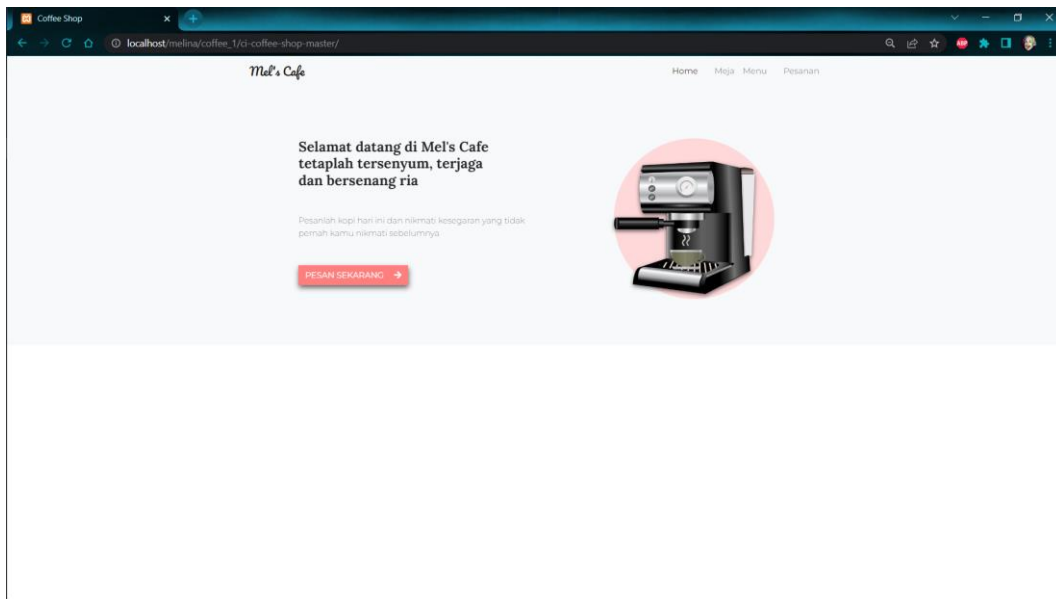 Coffee Shop
localhost/melina/coffee_1/ci-coffee-shop-master/
Mel's Cafe
Home Meja Menu Pesanan
Selamat datang di Mel's Cafe
tetaplah tersenyum, terjaga
dan bersenang ria
Pesanlah kopi hari ini dan nikmati kesegaran yang tidak
pernah kamu nikmati sebelumnya
PESAN SEKARANG